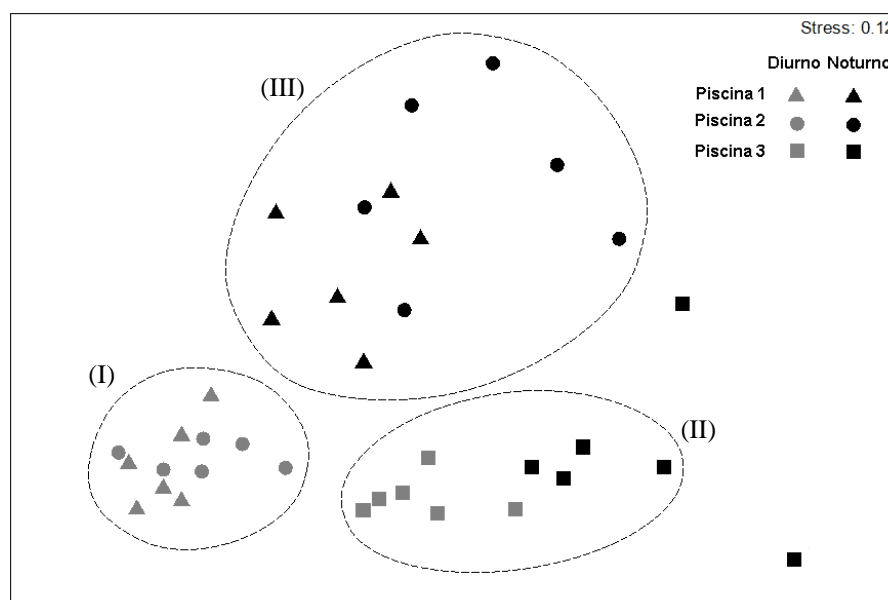 Stress: 0.12
Diurno Noturno
Piscina 1
Piscina 2
Piscina 3
(III)
(I)
(II)